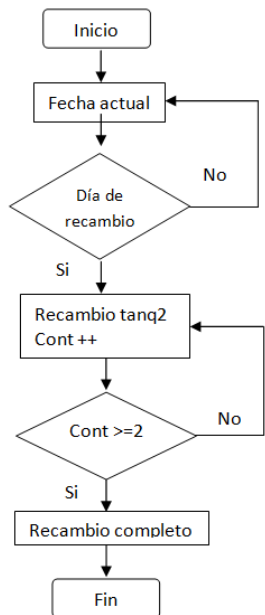 Inicio
Fecha actual
No
Día de
recambio
Si
Recambio tanq2
Cont ++
No
Cont >=2
Si
Recambio completo
Fin